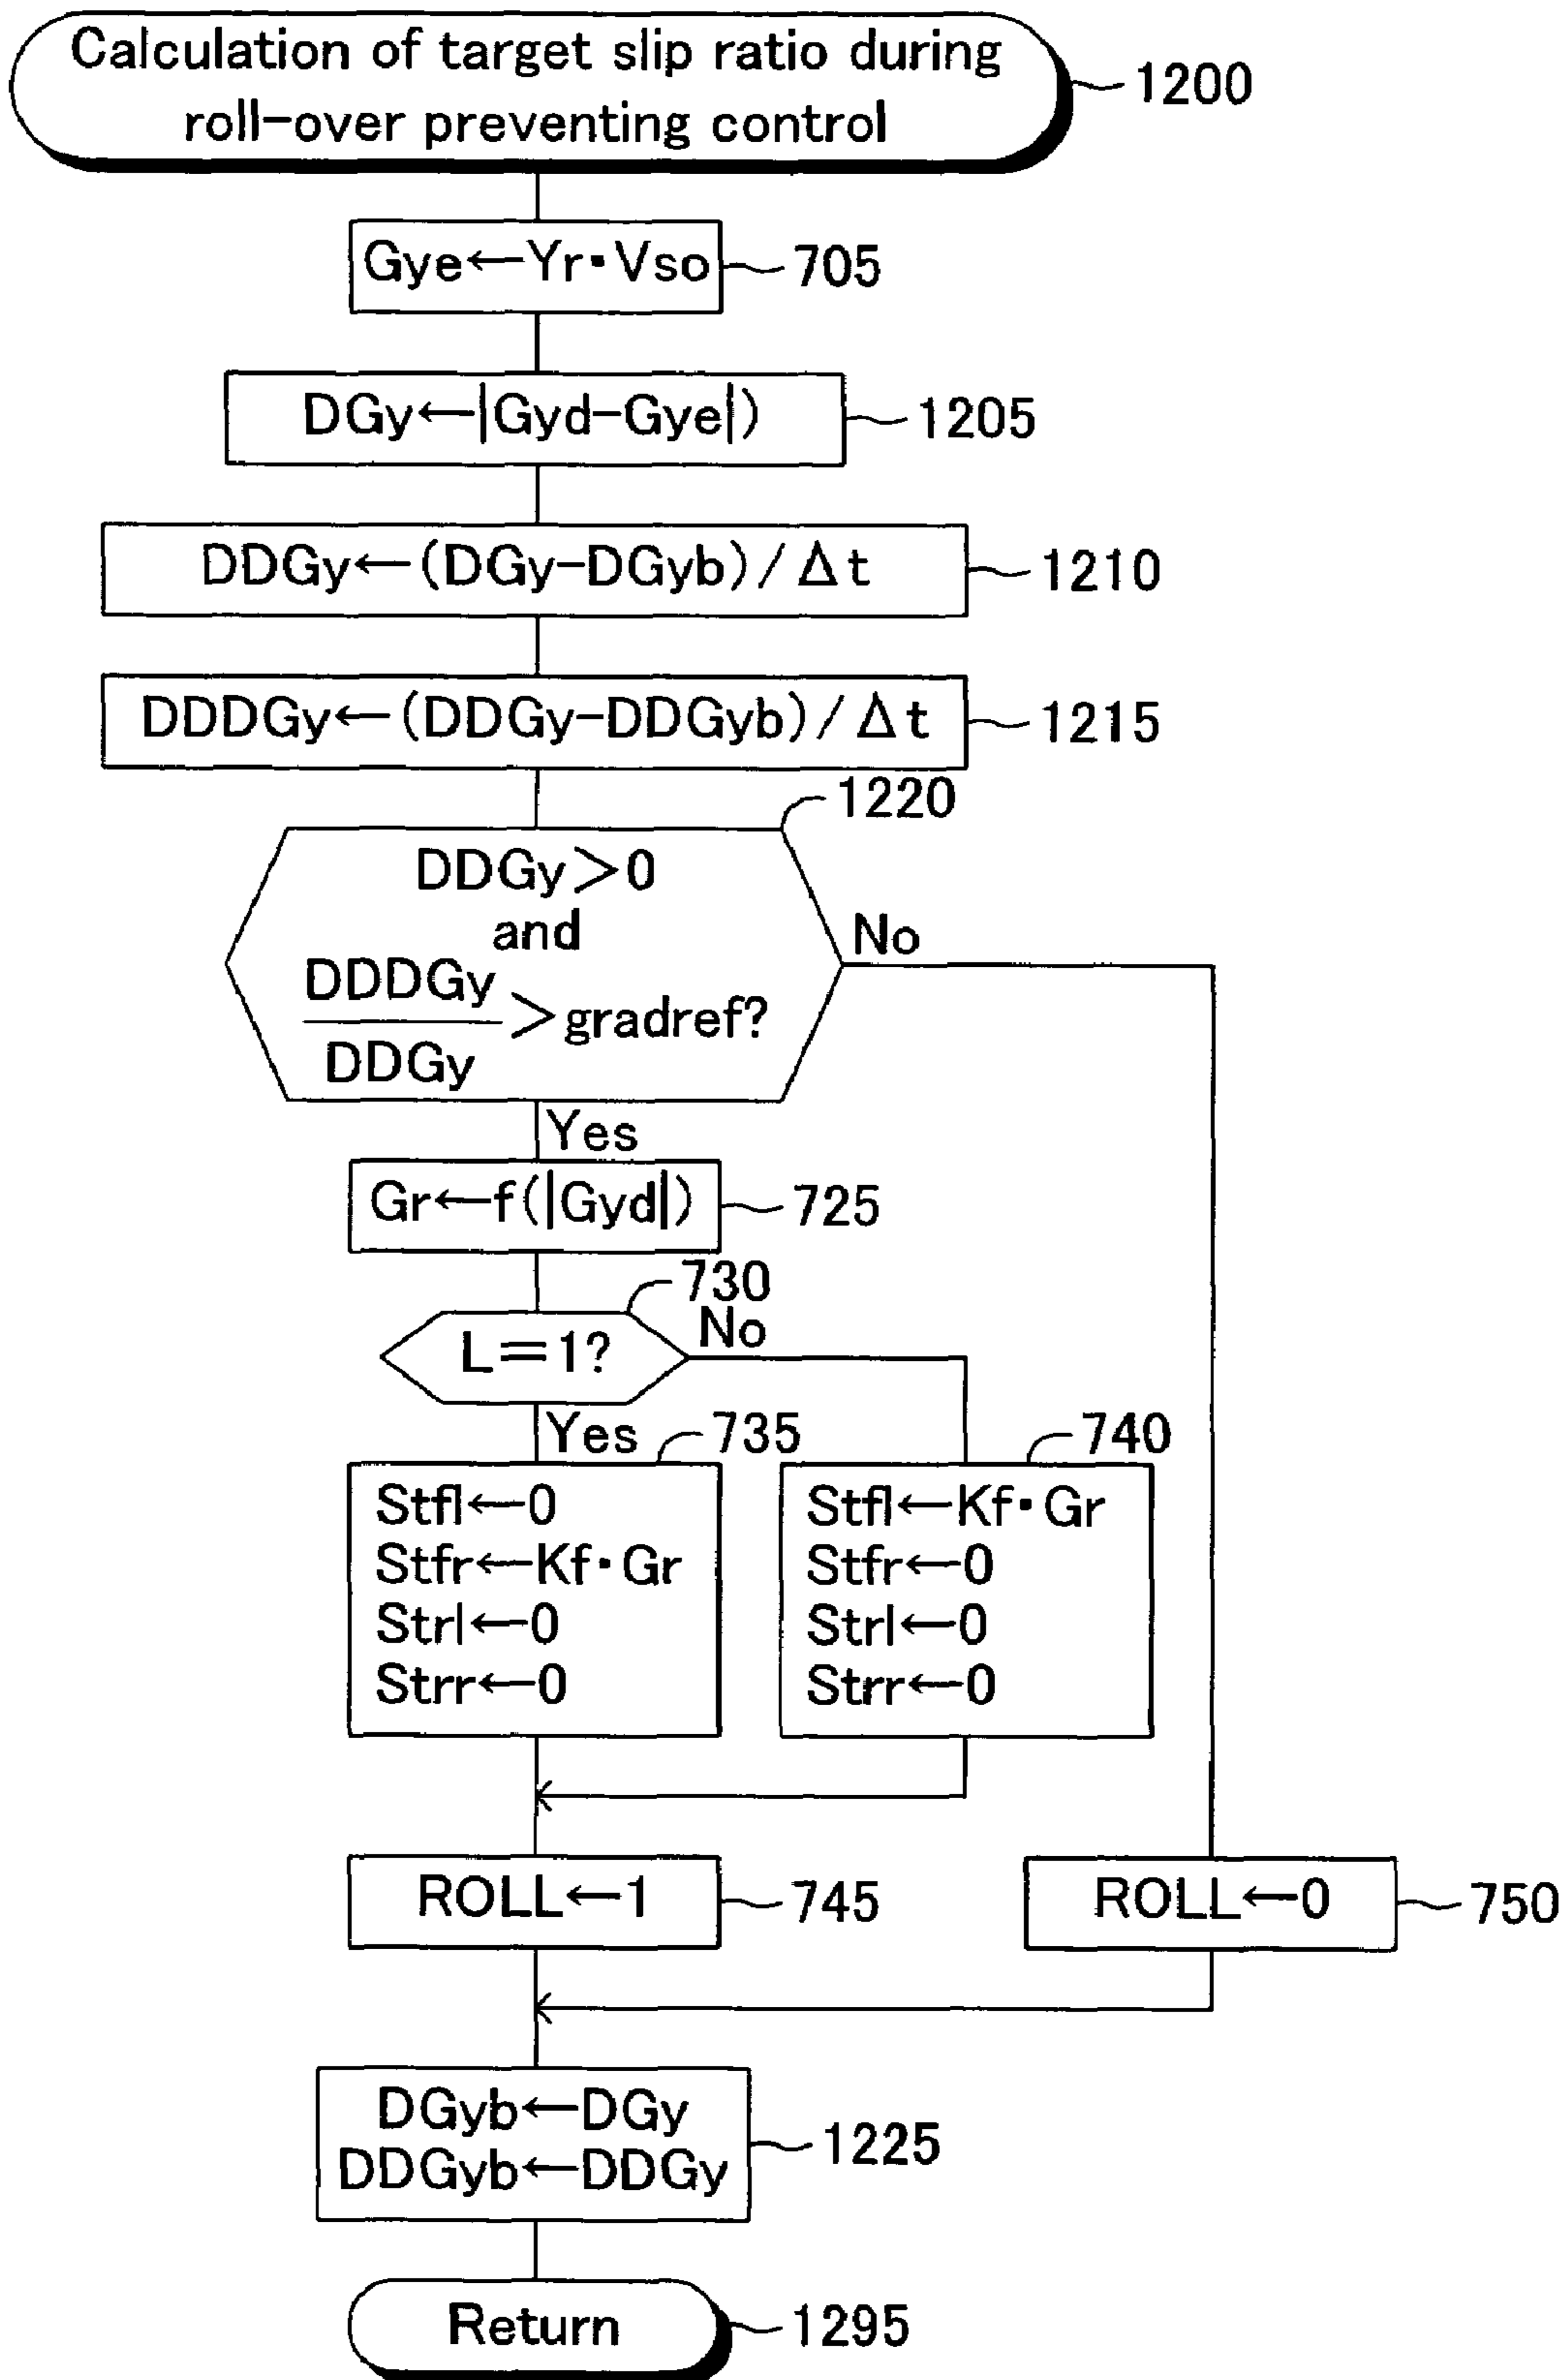 Calculation of target slip ratio during
roll-over preventing control
1200
Gye←Yr·Vso
705
DGy←|Gyd-Gye|)
1205
DDGy←(DGy-DGyb)/Δt
1210
DDDGy←(DDGy-DDGyb)/Δt
1215
1220
DDGy>0
and
DDDGy
DDGy
>gradref?
No
Yes
Gr←f(|Gyd|)
725
730
L=1?
No
Yes
735
Stfl←0
Stfr←Kf·Gr
Strl←0
Strr←0
740
Stfl←Kf·Gr
Stfr←0
Strl←0
Strr←0
ROLL←1
745
ROLL←0
750
DGyb←DGy
DDGyb←DDGy
1225
Return
1295